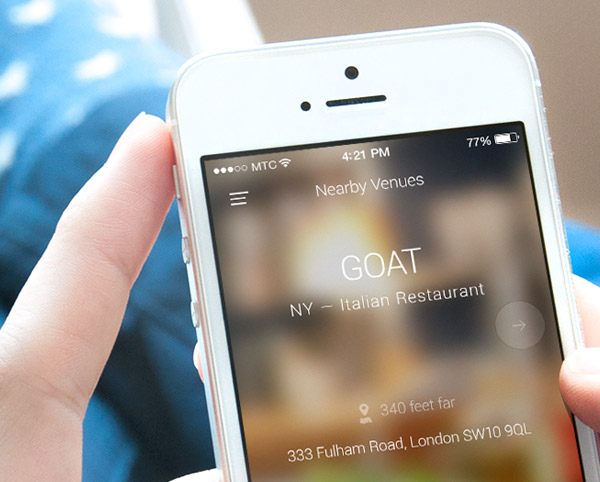 MTC 4:21 PM 77%
Nearby Venues
GOAT
NY – Italian Restaurant
340 feet far
333 Fulham Road, London SW10 9QL